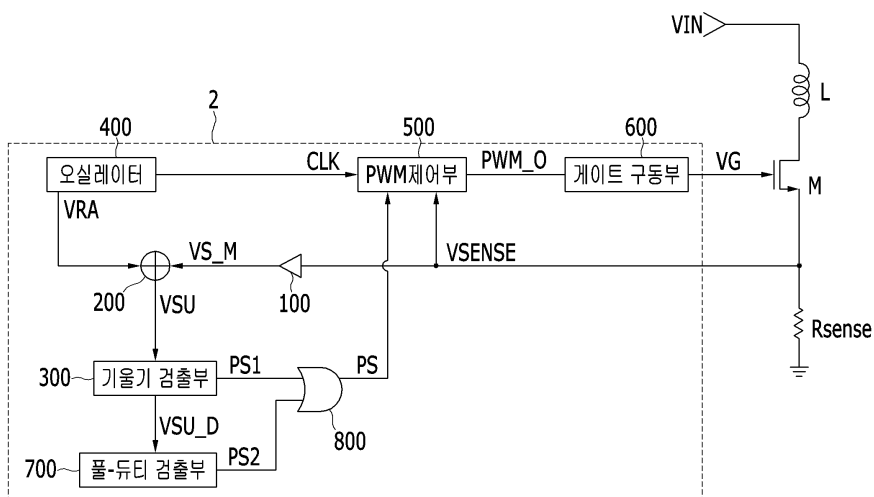 VIN
L
2
400
500
600
오실레이터
CLK
PWM제어부
PWM_O
게이트 구동부
VG
M
VRA
VS_M
VSENSE
200
VSU
100
Rsense
300
기울기 검출부
PS1
PS
VSU_D
800
700
풀-듀티 검출부
PS2